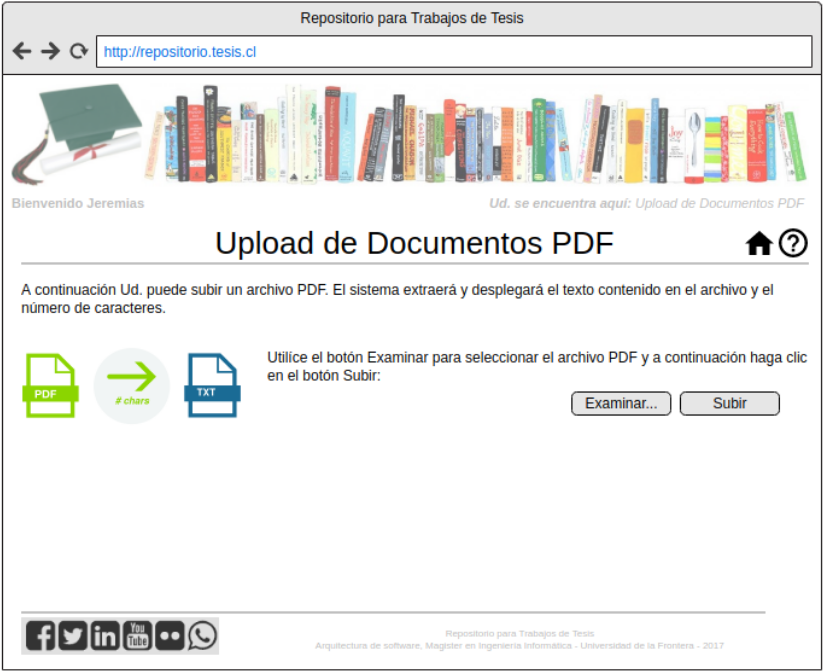 Repositorio para Trabajos de Tesis
http://repositorio.tesis.cl
Bienvenido Jeremias
Ud. se encuentra aquí: Upload de Documentos PDF
Upload de Documentos PDF
A continuación Ud. puede subir un archivo PDF. El sistema extraerá y desplegará el texto contenido en el archivo y el
número de caracteres.
PDF
# chars
TXT
Utilíce el botón Examinar para seleccionar el archivo PDF y a continuación haga clic
en el botón Subir:
Examinar...
Subir
You
Tube
Repositorio para Trabajos de Tesis
Arquitectura de software, Magíster en Ingeniería Informática - Universidad de la Frontera - 2017